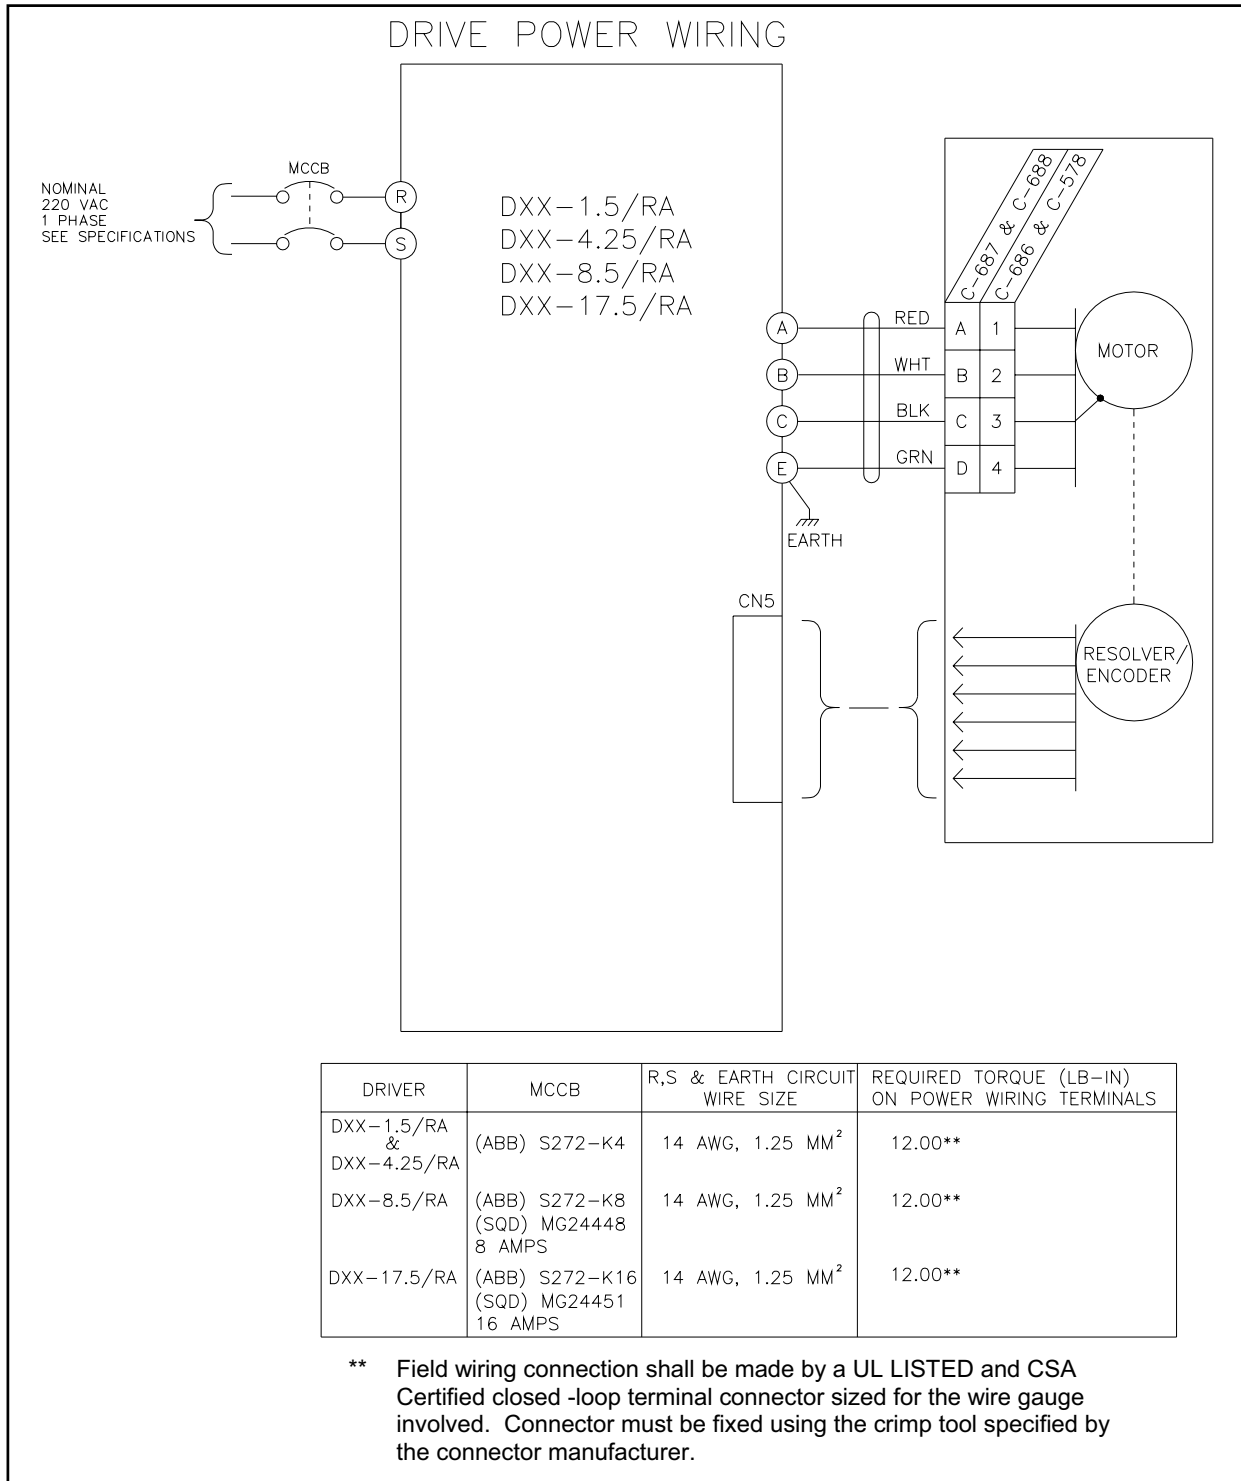 DRIVE POWER WIRING
MCCB
NOMINAL
220 VAC
1 PHASE
SEE SPECIFICATIONS
R
S
DXX-1.5/RA
DXX-4.25/RA
DXX-8.5/RA
DXX-17.5/RA
C-687 & C-688
C-686 & C-578
A RED A 1
B WHT B 2
C BLK C 3
E GRN D 4
MOTOR
EARTH
CN5
RESOLVER/
ENCODER
DRIVER
MCCB
R,S & EARTH CIRCUIT
WIRE SIZE
REQUIRED TORQUE (LB-IN)
ON POWER WIRING TERMINALS
DXX-1.5/RA
&
DXX-4.25/RA
(ABB) S272-K4
14 AWG, 1.25 MM²
12.00**
DXX-8.5/RA
(ABB) S272-K8
(SQD) MG24448
8 AMPS
14 AWG, 1.25 MM²
12.00**
DXX-17.5/RA
(ABB) S272-K16
(SQD) MG24451
16 AMPS
14 AWG, 1.25 MM²
12.00**
** Field wiring connection shall be made by a UL LISTED and CSA
Certified closed -loop terminal connector sized for the wire gauge
involved. Connector must be fixed using the crimp tool specified by
the connector manufacturer.